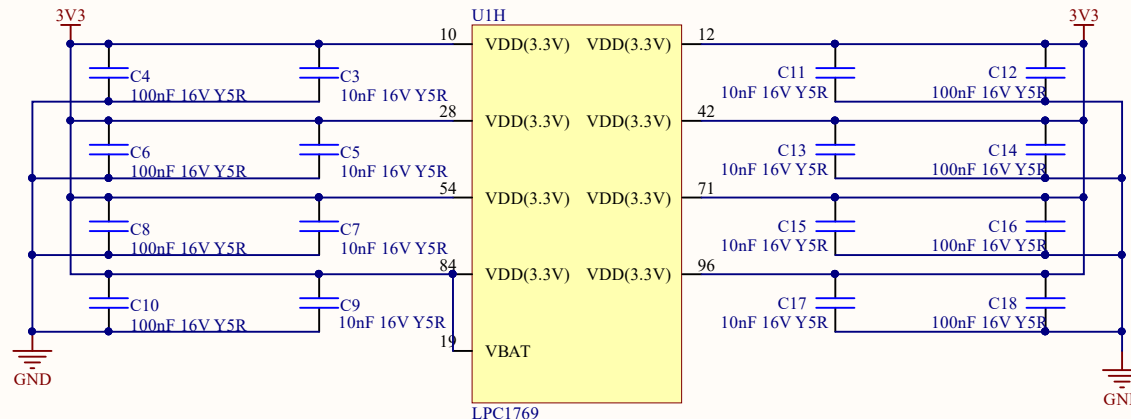 3V3
U1H
3V3
10
VDD(3.3V)
VDD(3.3V)
12
C4
100nF 16V Y5R
C3
10nF 16V Y5R
C11
10nF 16V Y5R
C12
100nF 16V Y5R
28
VDD(3.3V)
VDD(3.3V)
42
C6
100nF 16V Y5R
C5
10nF 16V Y5R
C13
10nF 16V Y5R
C14
100nF 16V Y5R
54
VDD(3.3V)
VDD(3.3V)
71
C8
100nF 16V Y5R
C7
10nF 16V Y5R
C15
10nF 16V Y5R
C16
100nF 16V Y5R
84
VDD(3.3V)
VDD(3.3V)
96
C10
100nF 16V Y5R
C9
10nF 16V Y5R
C17
10nF 16V Y5R
C18
100nF 16V Y5R
19
VBAT
GND
GND
LPC1769